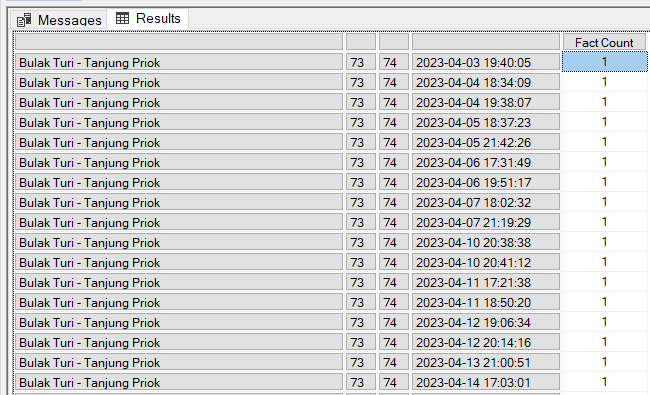 Messages Results
Fact Count
Bulak Turi - Tanjung Priok 73 74 2023-04-03 19:40:05 1
Bulak Turi - Tanjung Priok 73 74 2023-04-04 18:34:09 1
Bulak Turi - Tanjung Priok 73 74 2023-04-04 19:38:07 1
Bulak Turi - Tanjung Priok 73 74 2023-04-05 18:37:23 1
Bulak Turi - Tanjung Priok 73 74 2023-04-05 21:42:26 1
Bulak Turi - Tanjung Priok 73 74 2023-04-06 17:31:49 1
Bulak Turi - Tanjung Priok 73 74 2023-04-06 19:51:17 1
Bulak Turi - Tanjung Priok 73 74 2023-04-07 18:02:32 1
Bulak Turi - Tanjung Priok 73 74 2023-04-07 21:19:29 1
Bulak Turi - Tanjung Priok 73 74 2023-04-10 20:38:38 1
Bulak Turi - Tanjung Priok 73 74 2023-04-10 20:41:12 1
Bulak Turi - Tanjung Priok 73 74 2023-04-11 17:21:38 1
Bulak Turi - Tanjung Priok 73 74 2023-04-11 18:50:20 1
Bulak Turi - Tanjung Priok 73 74 2023-04-12 19:06:34 1
Bulak Turi - Tanjung Priok 73 74 2023-04-12 20:14:16 1
Bulak Turi - Tanjung Priok 73 74 2023-04-13 21:00:51 1
Bulak Turi - Tanjung Priok 73 74 2023-04-14 17:03:01 1